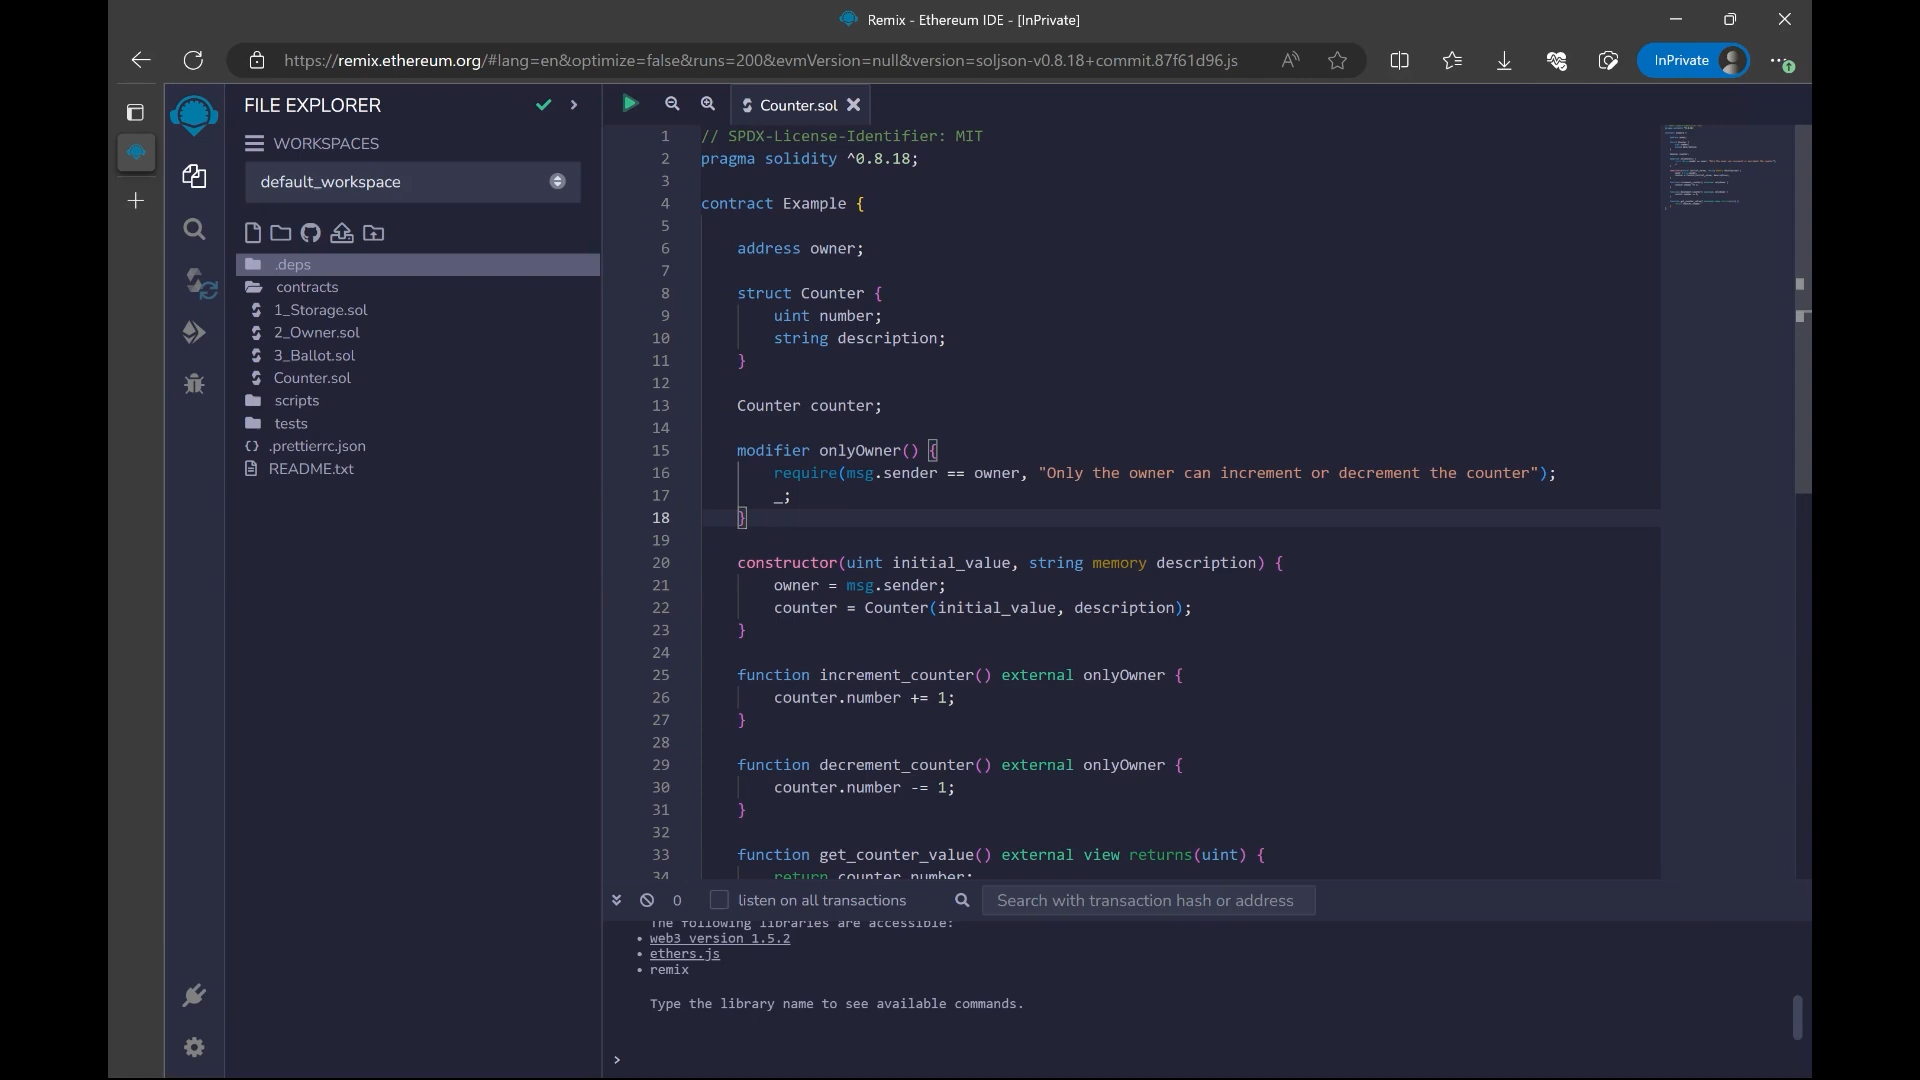 Remix - Ethereum IDE - [InPrivate]
https://remix.ethereum.org/#lang=en&optimize=false&runs=200&evmVersion=null&version=soljson-v0.8.18+commit.87f61d96.js
InPrivate
FILE EXPLORER
WORKSPACES
default_workspace
.deps
contracts
1_Storage.sol
2_Owner.sol
3_Ballot.sol
Counter.sol
scripts
tests
.prettierrc.json
README.txt
Counter.sol
1 // SPDX-License-Identifier: MIT
2 pragma solidity ^0.8.18;
3
4 contract Example {
5
6 address owner;
7
8 struct Counter {
9 uint number;
10 string description;
11 }
12
13 Counter counter;
14
15 modifier onlyOwner() {
16 require(msg.sender == owner, "Only the owner can increment or decrement the counter");
17 _;
18 }
19
20 constructor(uint initial_value, string memory description) {
21 owner = msg.sender;
22 counter = Counter(initial_value, description);
23 }
24
25 function increment_counter() external onlyOwner {
26 counter.number += 1;
27 }
28
29 function decrement_counter() external onlyOwner {
30 counter.number -= 1;
31 }
32
33 function get_counter_value() external view returns(uint) {
34 return counter.number;
0 listen on all transactions Search with transaction hash or address
The following libraries are accessible:
• web3 version 1.5.2
• ethers.js
• remix
Type the library name to see available commands.
>